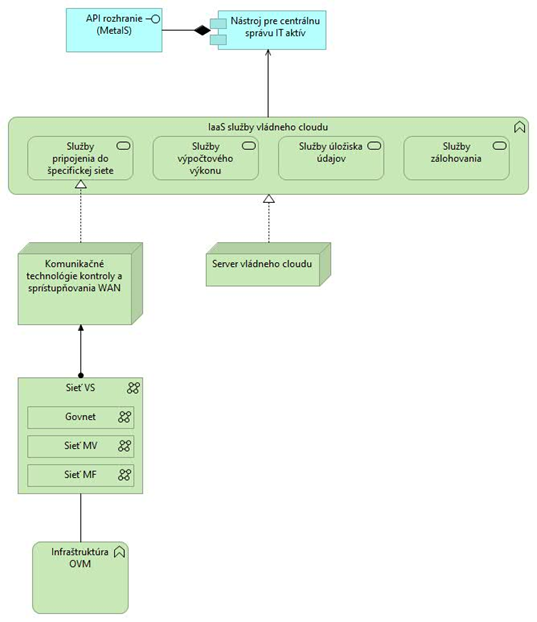 API rozhranie
(MetaIS)
Nástroj pre centrálnu
správu IT aktív
IaaS služby vládneho cloudu
Služby
pripojenia do
špecifickej siete
Služby
výpočtového
výkonu
Služby úložiska
údajov
Služby
zálohovania
Komunikačné
technológie kontroly a
sprístupňovania WAN
Server vládneho cloudu
Sieť VS
Govnet
Sieť MV
Sieť MF
Infraštruktúra
OVM